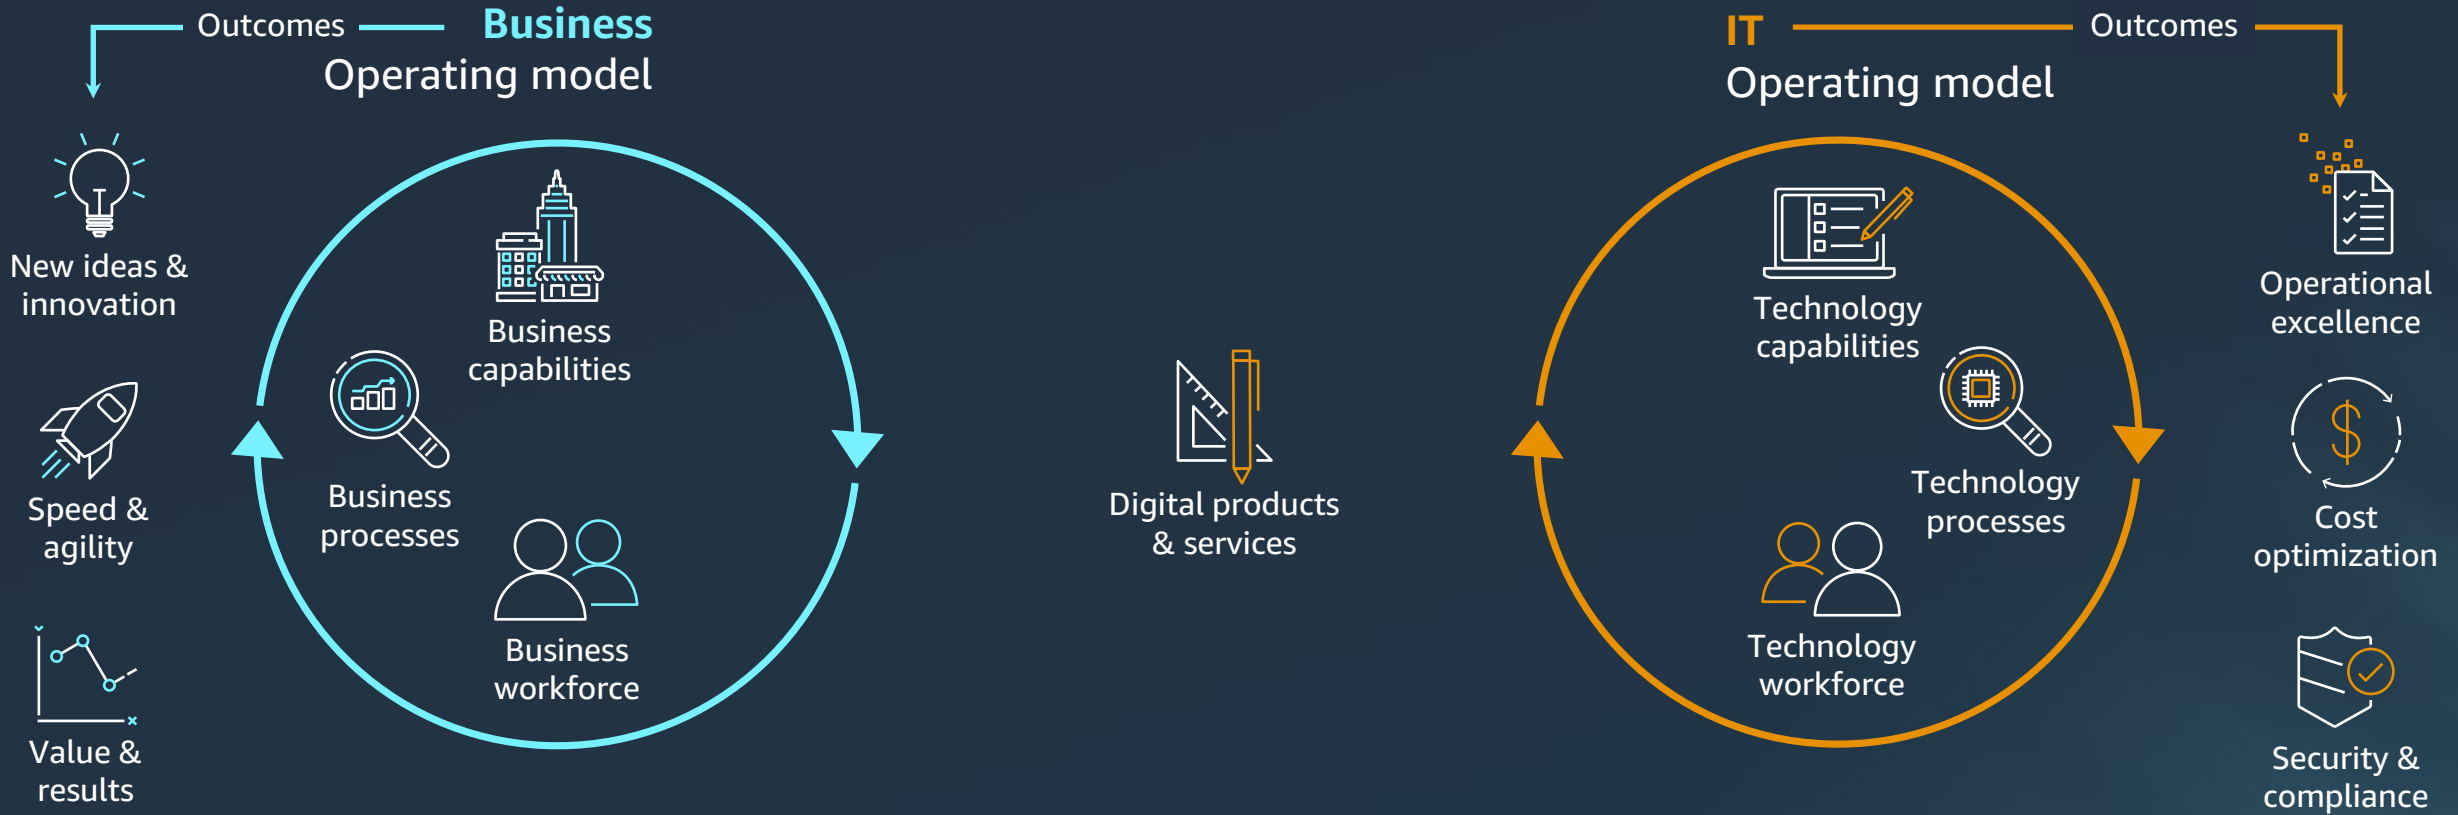 Outcomes
Business
Operating model
New ideas &
innovation
Speed &
agility
Value &
results
Business
capabilities
Business
processes
Business
workforce
Digital products
& services
IT
Outcomes
Operating model
Technology
capabilities
Technology
processes
Technology
workforce
Operational
excellence
Cost
optimization
Security &
compliance